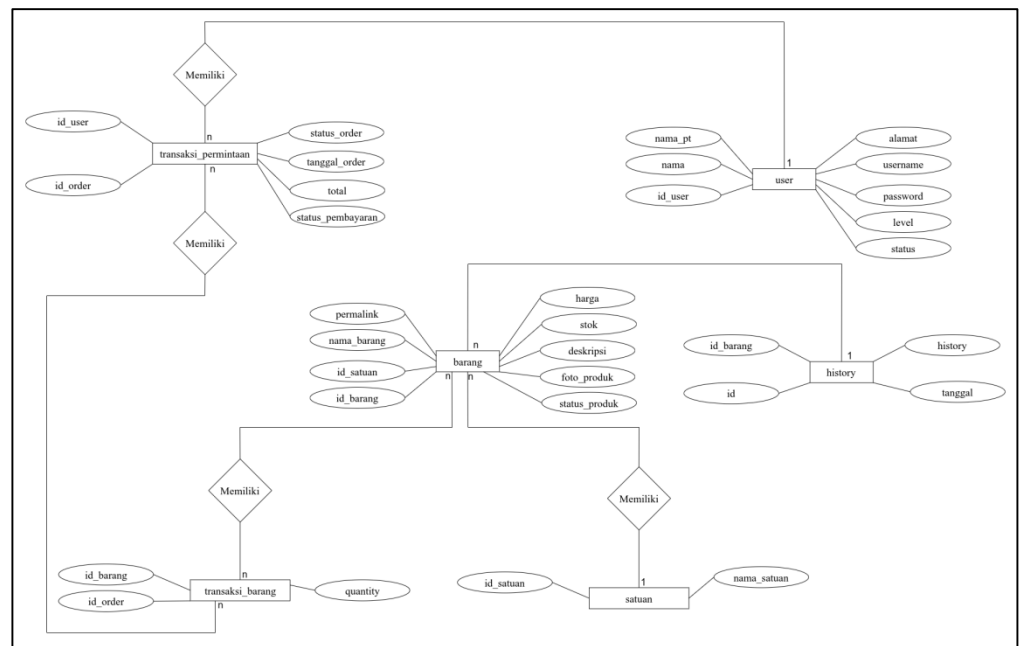 Memiliki
n
id_user
id_order
transaksi_permintaan
status_order
tanggal_order
total
status_pembayaran
n
Memiliki
nama_pt
nama
id_user
1
user
alamat
username
password
level
status
permalink
nama_barang
id_satuan
id_barang
n
barang
n
n
harga
stok
deskripsi
foto_produk
status_produk
id_barang
id
1
history
history
tanggal
Memiliki
Memiliki
n
id_barang
id_order
transaksi_barang
n
quantity
id_satuan
1
satuan
nama_satuan